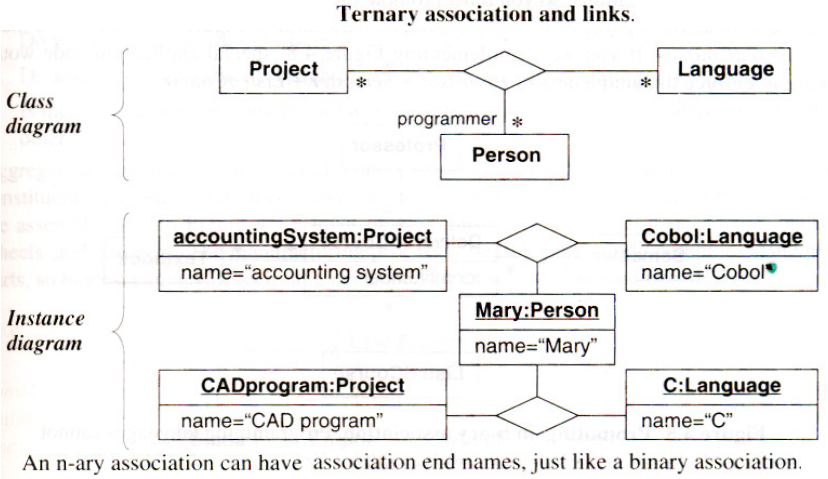 Ternary association and links.
Project
Language
*
*
Class
diagram
programmer *
Person
accountingSystem:Project
Cobol:Language
name="accounting system"
name="Cobol"
Mary:Person
Instance
diagram
name="Mary"
CADprogram:Project
C:Language
name="CAD program"
name="C"
An n-ary association can have association end names, just like a binary association.